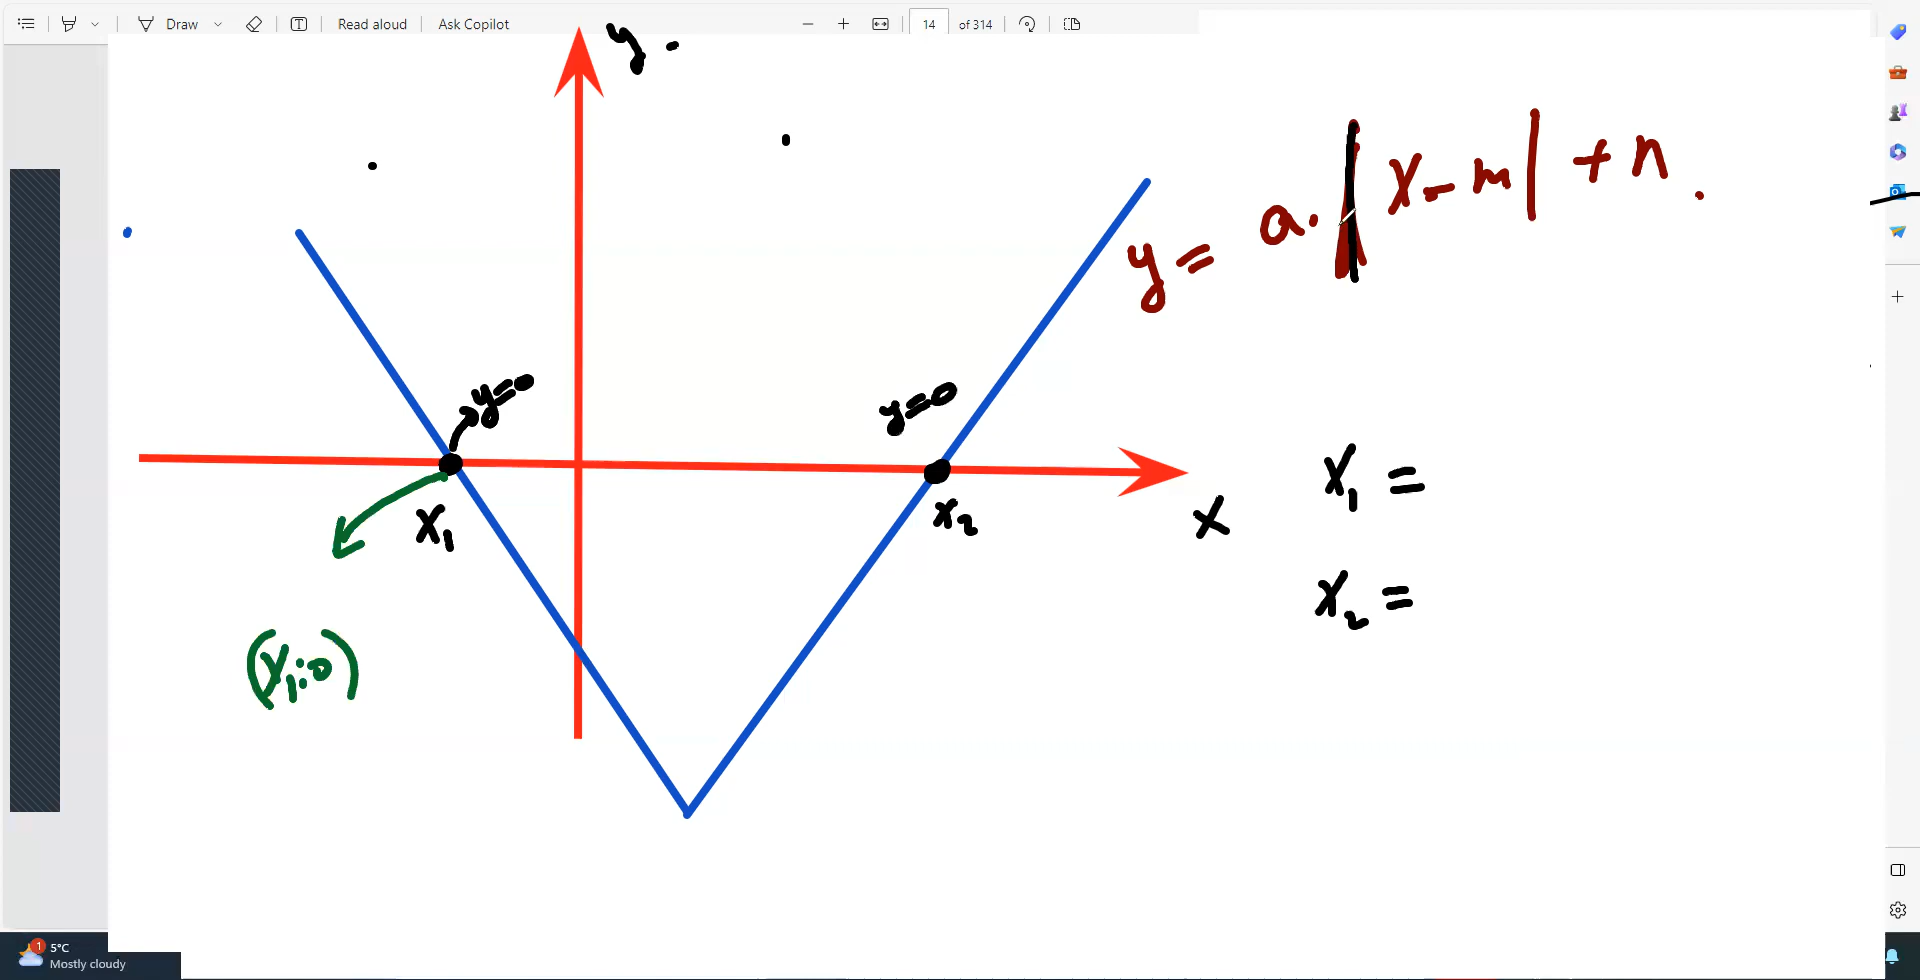 Draw
Read aloud
Ask Copilot
14 of 314
y.
y = a. | x - m | + n.
y=0
y=0
x₁
x₂
x
x₁ =
x₂ =
(x₁:0)
1
5°C
Mostly cloudy